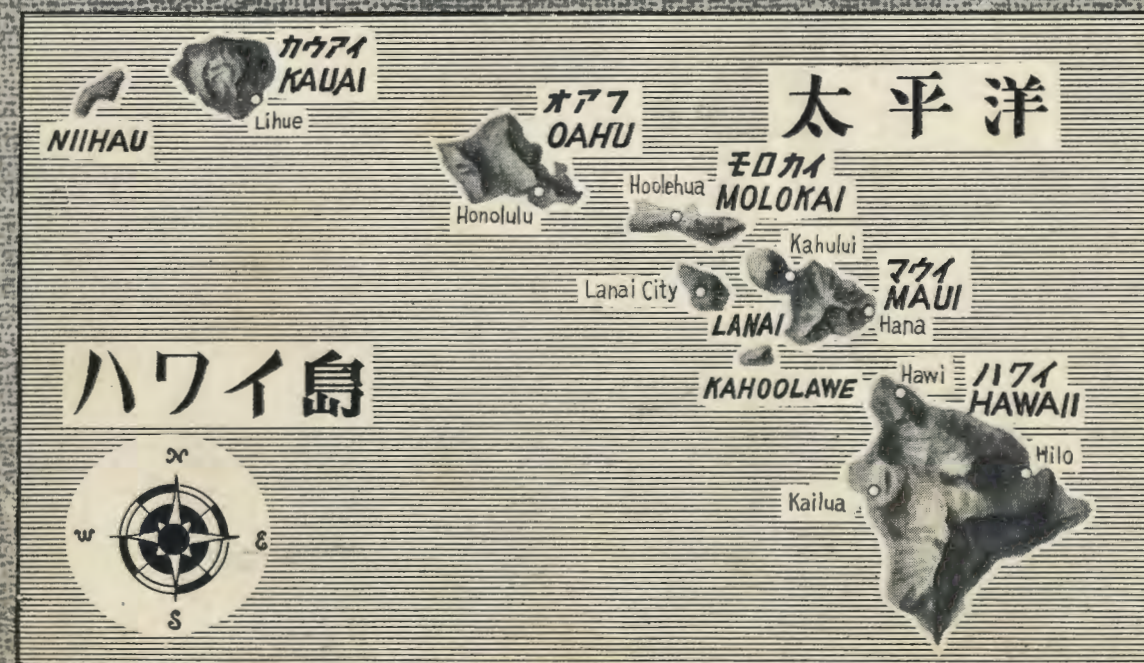 カウアイ
KAUAI
Lihue
NIIHAU
オアフ
OAHU
Honolulu
太平洋
モロカイ
MOLOKAI
Hoolehua
Kahului
マウイ
MAUI
Hana
Lanai City
LANAI
KAHOOLAWE
ハワイ島
Hawi
ハワイ
HAWAII
Hilo
Kailua
N
W
E
S